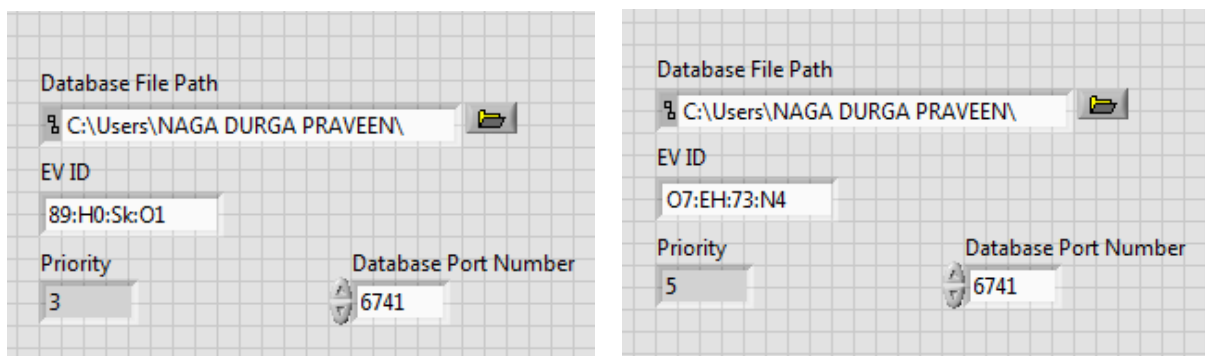 Database File Path
C:\Users\NAGA DURGA PRAVEEN\
EV ID
89:H0:Sk:O1
Priority
Database Port Number
3
6741
Database File Path
C:\Users\NAGA DURGA PRAVEEN\
EV ID
O7:EH:73:N4
Priority
Database Port Number
5
6741